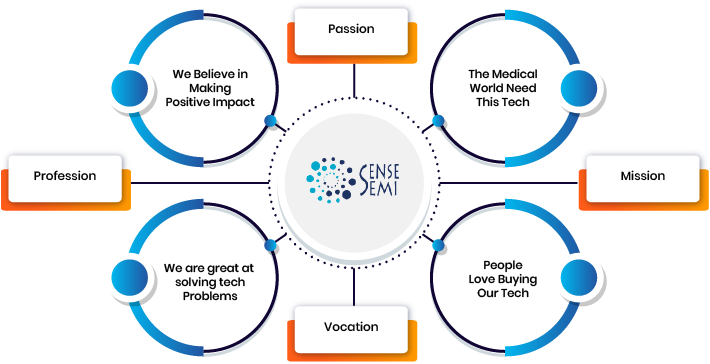 Passion
We Believe in
Making
Positive Impact
The Medical
World Need
This Tech
Profession
SENSE
SEMI
Mission
We are great at
solving tech
Problems
People
Love Buying
Our Tech
Vocation